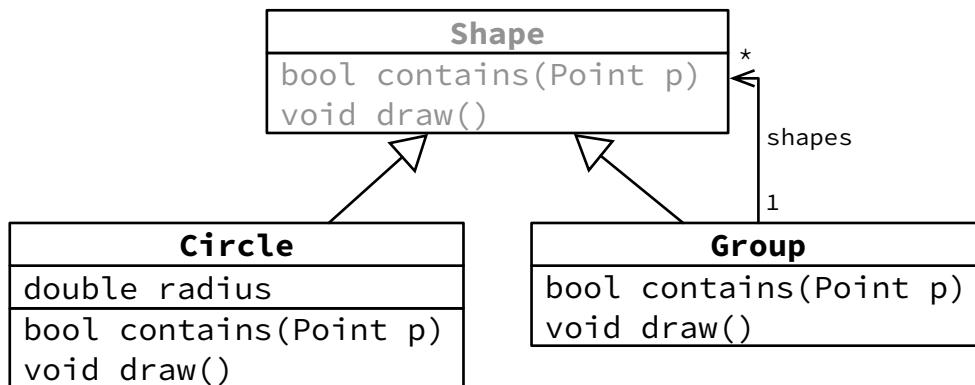 Shape
bool contains(Point p)
void draw()
*
shapes
1
Circle
double radius
bool contains(Point p)
void draw()
Group
bool contains(Point p)
void draw()